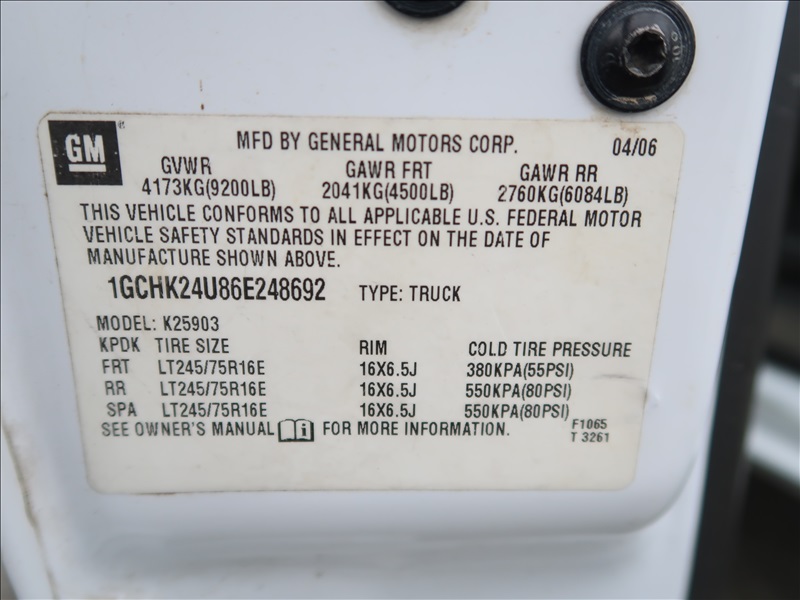 GM
MFD BY GENERAL MOTORS CORP. 04/06
GVWR GAWR FRT GAWR RR
4173KG(9200LB) 2041KG(4500LB) 2760KG(6084LB)
THIS VEHICLE CONFORMS TO ALL APPLICABLE U.S. FEDERAL MOTOR
VEHICLE SAFETY STANDARDS IN EFFECT ON THE DATE OF
MANUFACTURE SHOWN ABOVE.
1GCHK24U86E248692 TYPE: TRUCK
MODEL: K25903
KPDK TIRE SIZE RIM COLD TIRE PRESSURE
FRT LT245/75R16E 16X6.5J 380KPA(55PSI)
RR LT245/75R16E 16X6.5J 550KPA(80PSI)
SPA LT245/75R16E 16X6.5J 550KPA(80PSI)
SEE OWNER'S MANUAL i FOR MORE INFORMATION. F1065
T 3261